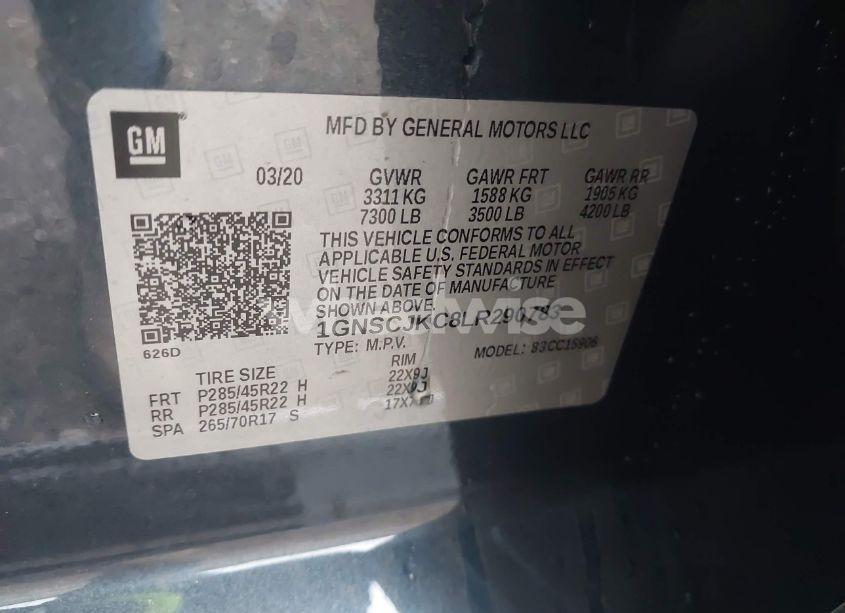 GM
MFD BY GENERAL MOTORS LLC
03/20 GVWR GAWR FRT GAWR RR
3311 KG 1588 KG 1905 KG
7300 LB 3500 LB 4200 LB
THIS VEHICLE CONFORMS TO ALL
APPLICABLE U.S. FEDERAL MOTOR
VEHICLE SAFETY STANDARDS IN EFFECT
ON THE DATE OF MANUFACTURE
SHOWN ABOVE.
1GNSCJKC8LR290783
626D
TYPE: M.P.V. MODEL: 83CC15906
TIRE SIZE RIM
FRT P285/45R22 H 22X9J
RR P285/45R22 H 22X9J
SPA 265/70R17 S